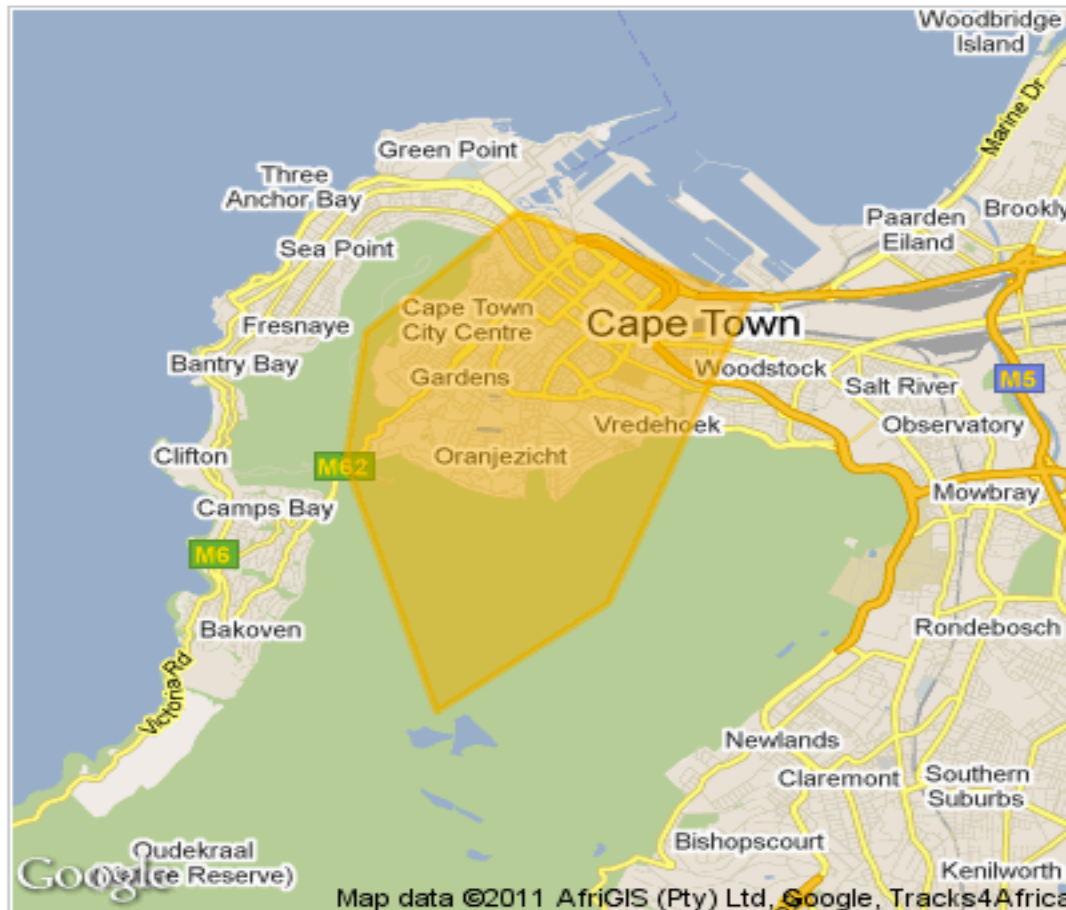 Woodbridge
Island
Marine Dr
Green Point
Three
Anchor Bay
Paarden
Eiland
Brookly
Sea Point
Cape Town
City Centre
Cape Town
Fresnaye
Bantry Bay
Gardens
Woodstock
Salt River
M5
Vredehoek
Observatory
Clifton
M62
Oranjezicht
Mowbray
Camps Bay
M6
Bakoven
Rondebosch
Victoria Rd
Newlands
Claremont
Southern
Suburbs
Bishopscourt
Oudekraal
(Nature Reserve)
Google
Kenilworth
Map data ©2011 AfriGIS (Pty) Ltd, Google, Tracks4Africa